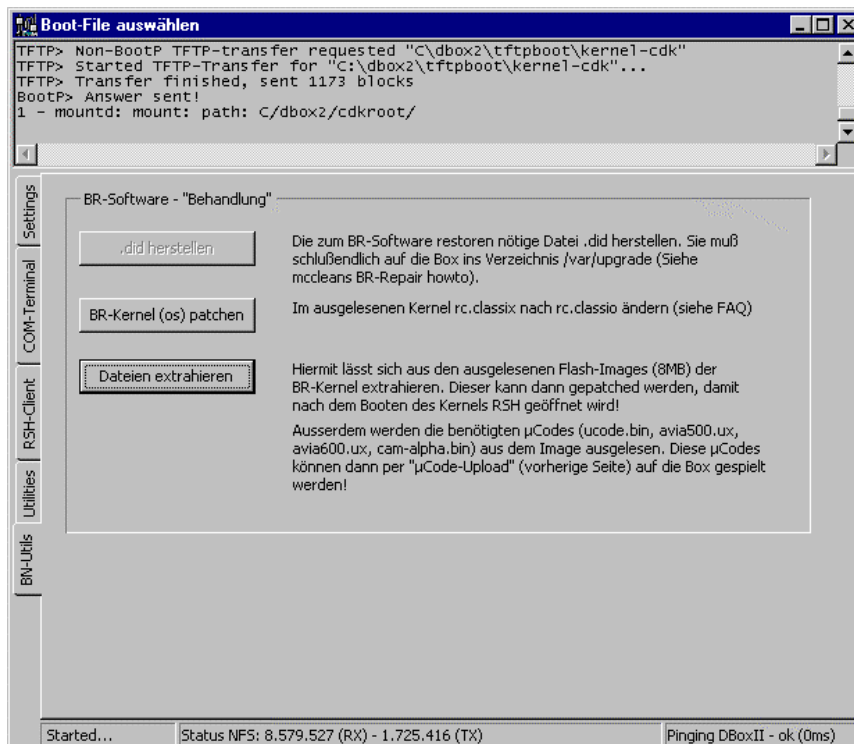 Boot-File auswählen
TFTP> Non-BootP TFTP-transfer requested "C\dbox2\tftpboot\kernel-cdk"
TFTP> Started TFTP-Transfer for "C:\dbox2\tftpboot\kernel-cdk"...
TFTP> Transfer finished, sent 1173 blocks
BootP> Answer sent!
1 - mountd: mount: path: C/dbox2/cdkroot/
Settings
COM-Terminal
RSH-Client
Utilities
BN-Utils
BR-Software - "Behandlung"
.did herstellen
Die zum BR-Software restoren nötige Datei .did herstellen. Sie muß
schlußendlich auf die Box ins Verzeichnis /var/upgrade (Siehe
mccleans BR-Repair howto).
BR-Kernel (os) patchen
Im ausgelesenen Kernel rc.classix nach rc.classio ändern (siehe FAQ)
Dateien extrahieren
Hiermit lässt sich aus den ausgelesenen Flash-Images (8MB) der
BR-Kernel extrahieren. Dieser kann dann gepatched werden, damit
nach dem Booten des Kernels RSH geöffnet wird!
Ausserdem werden die benötigten µCodes (ucode.bin, avia500.ux,
avia600.ux, cam-alpha.bin) aus dem Image ausgelesen. Diese µCodes
können dann per "µCode-Upload" (vorherige Seite) auf die Box gespielt
werden!
Started...
Status NFS: 8.579.527 (RX) - 1.725.416 (TX)
Pinging DBoxII - ok (0ms)